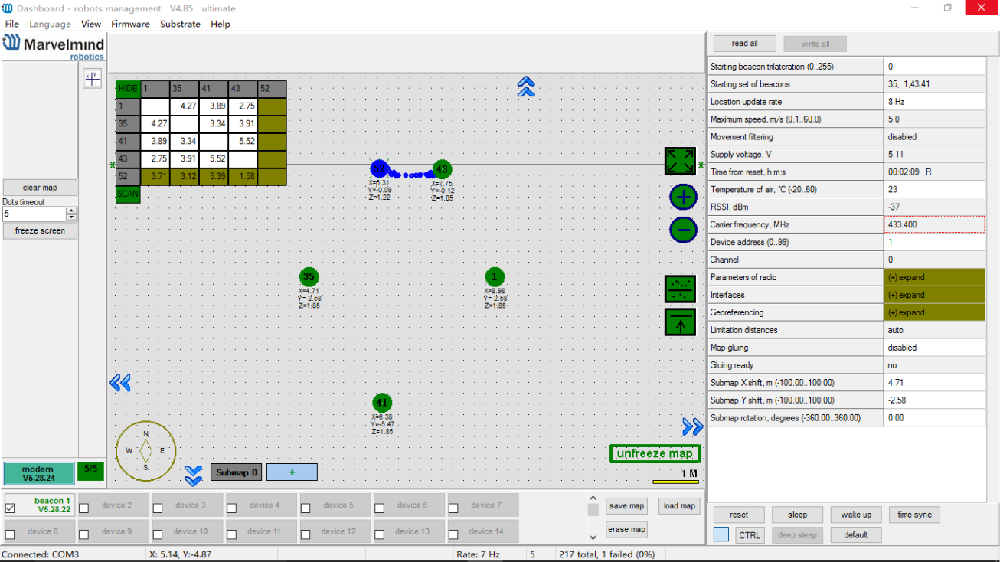 Dashboard - robots management V4.85 ultimate
File Language View Firmware Substrate Help
Marvelmind
robotics
read all write all
HIDE 1 35 41 43 52
1 4.27 3.89 2.75
35 4.27 3.34 3.91
41 3.89 3.34 5.52
43 2.75 3.91 5.52
52 3.71 3.12 5.39 1.58
SCAN
X X
52
X=6.31
Y=-0.09
Z=1.22
43
X=7.75
Y=-0.12
Z=1.85
clear map
Dots timeout
5
freeze screen
35
X=4.71
Y=-2.58
Z=1.85
1
X=8.98
Y=-2.58
Z=1.85
41
X=6.38
Y=-5.47
Z=1.85
N
W E
S
unfreeze map
1 M
Submap 0 +
modem
V5.28.24
5/5
Starting beacon trilateration (0..255) 0
Starting set of beacons 35; 1;43;41
Location update rate 8 Hz
Maximum speed, m/s (0.1..60.0) 5.0
Movement filtering disabled
Supply voltage, V 5.11
Time from reset, h:m:s 00:02:09 R
Temperature of air, °C (-20..60) 23
RSSI, dBm -37
Carrier frequency, MHz 433.400
Device address (0..99) 1
Channel 0
Parameters of radio (+) expand
Interfaces (+) expand
Georeferencing (+) expand
Limitation distances auto
Map gluing disabled
Gluing ready no
Submap X shift, m (-100.00..100.00) 4.71
Submap Y shift, m (-100.00..100.00) -2.58
Submap rotation, degrees (-360.00..360.00) 0.00
beacon 1
V5.28.22
device 2 device 3 device 4 device 5 device 6 device 7
device 8 device 9 device 10 device 11 device 12 device 13 device 14
save map load map
erase map
reset sleep wake up time sync
CTRL deep sleep default
Connected: COM3 X: 5.14, Y:-4.87 Rate: 7 Hz 5 217 total, 1 failed (0%)